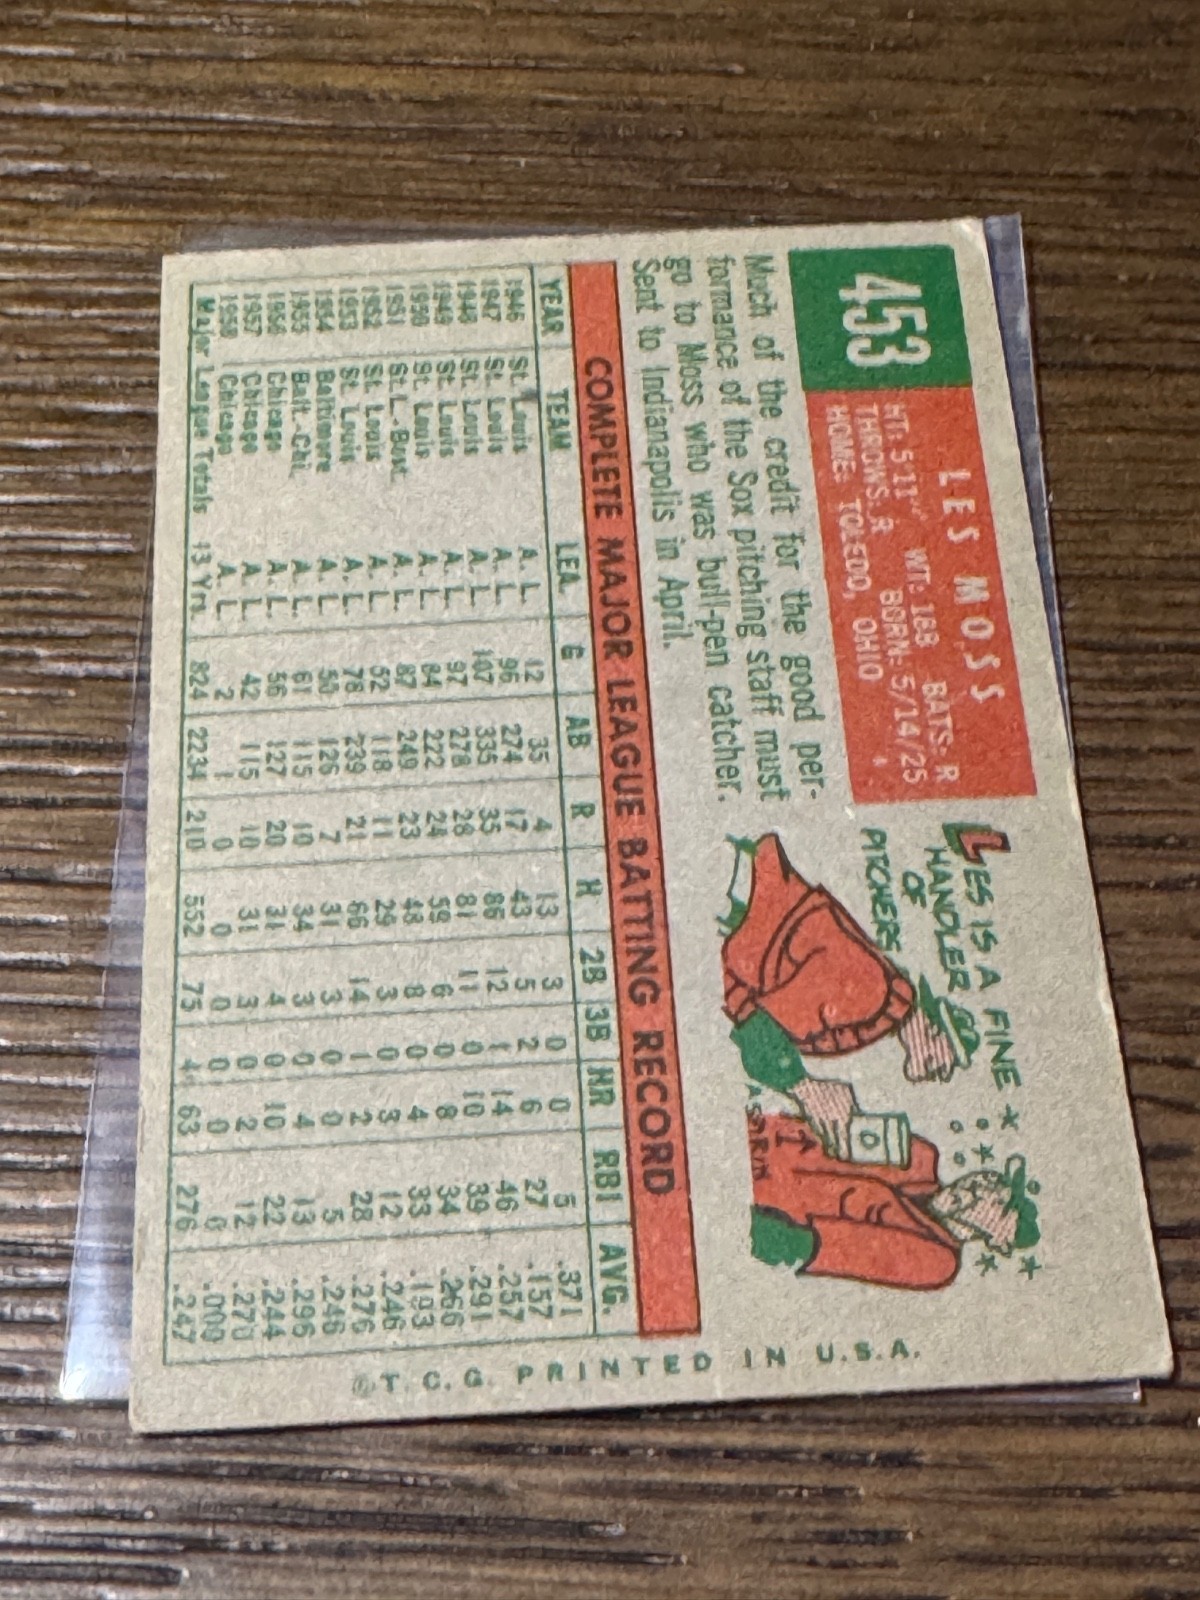 453
LES MOSS
HT: 5'11" WT: 188 BATS: R
THROWS: R BORN: 5/14/25
HOME: TOLEDO, OHIO
Much of the credit for the good per-
formance of the Sox pitching staff must
go to Moss who was bull-pen catcher.
Sent to Indianapolis in April.
LES IS A FINE
HANDLER
OF
PITCHERS
ASPIRIN
COMPLETE MAJOR LEAGUE BATTING RECORD
YEAR TEAM LEA. G AB R H 2B 3B HR RBI AVG.
1946 St. Louis A. L. 12 35 4 13 3 0 0 5 .371
1947 St. Louis A. L. 96 274 17 43 5 2 6 27 .157
1948 St. Louis A. L. 107 335 35 86 12 1 14 46 .257
1949 St. Louis A. L. 97 278 28 81 11 0 10 39 .291
1950 St. Louis A. L. 84 222 24 59 6 0 8 34 .266
1951 St. L.-Bost. A. L. 87 249 23 48 8 0 4 33 .193
1952 St. Louis A. L. 52 118 11 29 3 0 3 12 .246
1953 St. Louis A. L. 78 239 21 66 14 1 2 28 .276
1954 Baltimore A. L. 50 126 7 31 3 0 0 5 .246
1955 Balt.-Chi. A. L. 61 115 10 34 3 0 4 13 .296
1956 Chicago A. L. 56 127 20 31 4 0 10 22 .244
1957 Chicago A. L. 42 115 10 31 3 0 2 12 .270
1958 Chicago A. L. 2 1 0 0 0 0 0 0 .000
Major League Totals 13 Yrs. 824 2234 210 552 75 4 63 276 .247
©T. C. G. PRINTED IN U.S.A.